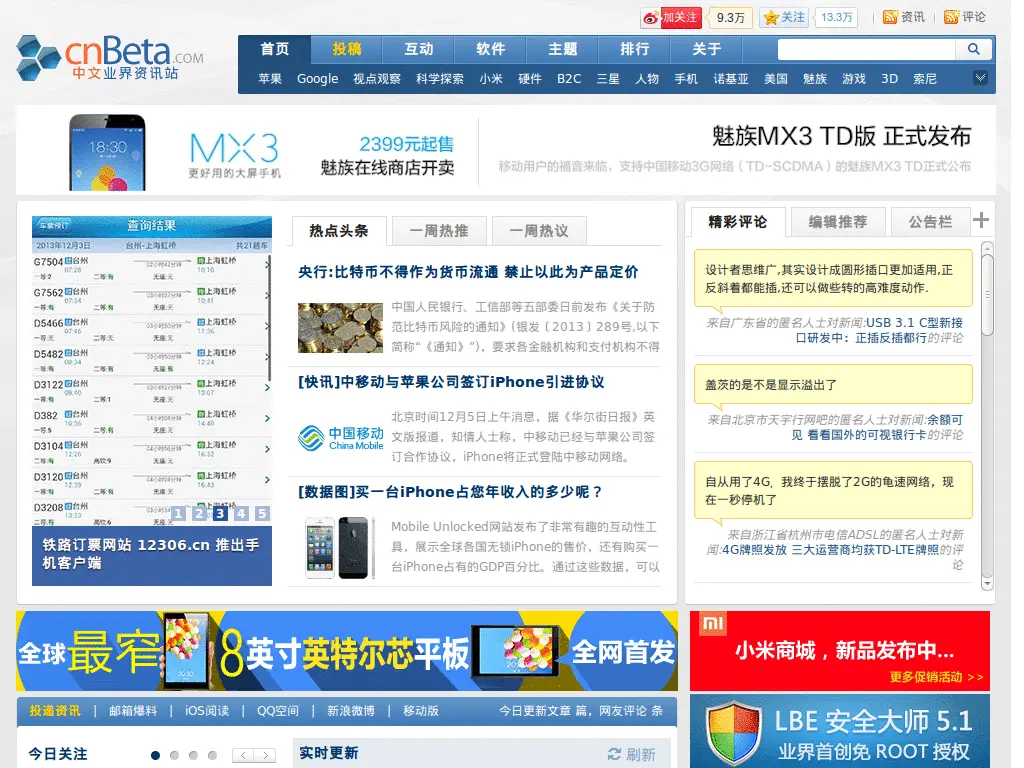 加关注 9.3万 关注 13.3万 资讯 评论
cnBeta.COM
中文业界资讯站
首页 投稿 互动 软件 主题 排行 关于
苹果 Google 视点观察 科学探索 小米 硬件 B2C 三星 人物 手机 诺基亚 美国 魅族 游戏 3D 索尼
18:30
MX3
更好用的大屏手机
2399元起售
魅族在线商店开卖
魅族MX3 TD版 正式发布
移动用户的福音来临，支持中国移动3G网络（TD-SCDMA）的魅族MX3 TD正式公布
车票预订 查询结果
2013年12月3日 台州-上海虹桥 共21趟车
G7504 台州 上海虹桥
07:28 10:10
一等:2 二等:有 无座:无
G7562 台州 上海虹桥
07:54 10:41
一等:有 二等:有 无座:无
D5466 台州 上海虹桥
07:46 11:36
一等:无 二等:有 无座:无
D5482 台州 上海虹桥
08:34 12:24
一等:有 二等:有 无座:有
D3122 台州 上海虹桥
09:40 13:07
一等:有 二等:1 无座:无
D382 台州 上海虹桥
10:36 14:40
一等:5 二等:有 无座:无
D3104 台州 上海虹桥
12:26 16:32
二等:有 高软:9 无座:无
D3120 台州 上海虹桥
一等:有 二等:有 无座:无
D3208 台州 上海虹桥
13:33
二等:有 高软:6
1 2 3 4 5
铁路订票网站 12306.cn 推出手
机客户端
热点头条 一周热推 一周热议
央行:比特币不得作为货币流通 禁止以此为产品定价
中国人民银行、工信部等五部委日前发布《关于防
范比特币风险的通知》(银发〔2013〕289号,以下
简称“《通知》”)，要求各金融机构和支付机构不得
[快讯]中移动与苹果公司签订iPhone引进协议
中国移动
China Mobile
北京时间12月5日上午消息，据《华尔街日报》英
文版报道，知情人士称，中移动已经与苹果公司签
订合作协议，iPhone将正式登陆中移动网络。
[数据图]买一台iPhone占您年收入的多少呢？
Mobile Unlocked网站发布了非常有趣的互动性工
具，展示全球各国无锁iPhone的售价，还有购买一
台iPhone占有的GDP百分比。通过这些数据，可以
精彩评论 编辑推荐 公告栏
设计者思维广,其实设计成圆形插口更加适用,正
反斜着都能插,还可以做些转的高难度动作.
来自广东省的匿名人士对新闻:USB 3.1 C型新接
口研发中：正插反插都行的评论
盖茨的是不是显示溢出了
来自北京市天宇行网吧的匿名人士对新闻:余额可
见 看看国外的可视银行卡的评论
自从用了4G，我终于摆脱了2G的龟速网络，现
在一秒停机了
来自浙江省杭州市电信ADSL的匿名人士对新
闻:4G牌照发放 三大运营商均获TD-LTE牌照的评
论
全球最窄 8英寸英特尔芯平板 全网首发
小米商城，新品发布中...
更多促销活动 >>
投递资讯 | 邮箱爆料 | iOS阅读 | QQ空间 | 新浪微博 | 移动版 今日更新文章 篇，网友评论 条
LBE 安全大师 5.1
业界首创免 ROOT 授权
今日关注 实时更新 刷新